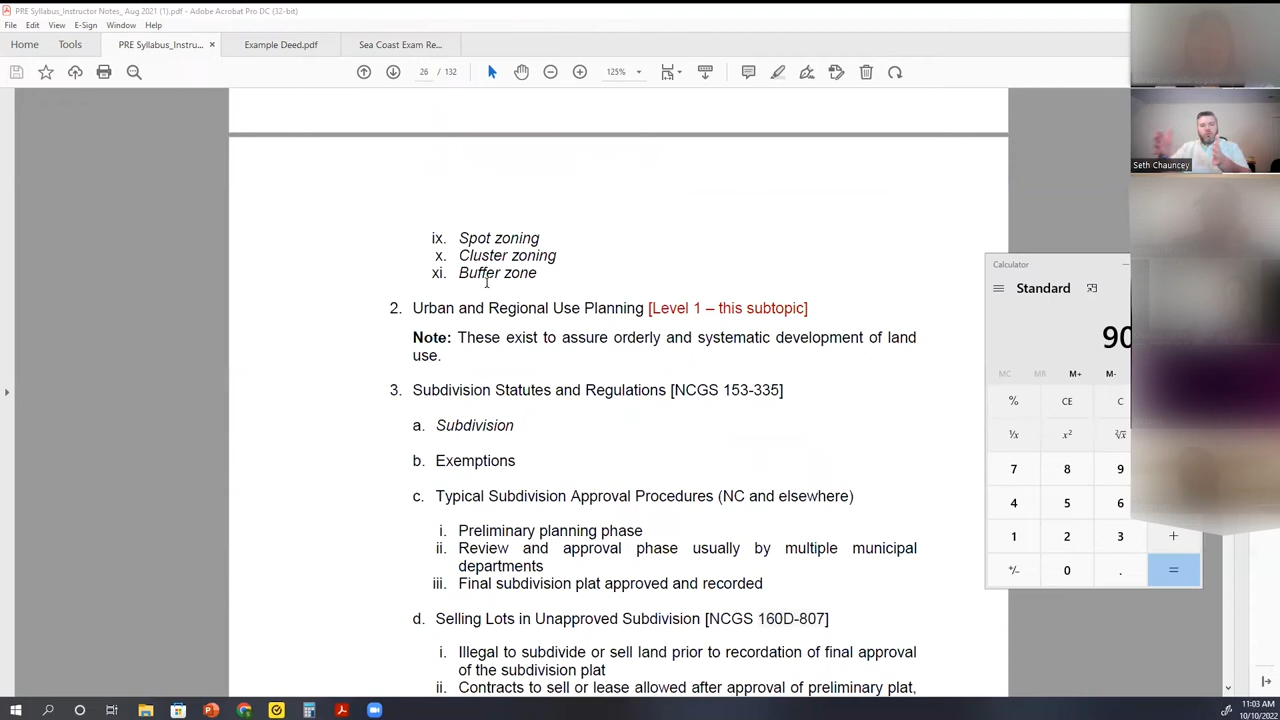 PRE Syllabus_Instructor Notes_ Aug 2021 (1).pdf - Adobe Acrobat Pro DC (32-bit)
File Edit View E-Sign Window Help
Home Tools PRE Syllabus_Instru... × Example Deed.pdf Sea Coast Exam Re...
26 / 132 125%
Seth Chauncey
ix. Spot zoning
x. Cluster zoning
xi. Buffer zone
2. Urban and Regional Use Planning [Level 1 – this subtopic]
Note: These exist to assure orderly and systematic development of land
use.
3. Subdivision Statutes and Regulations [NCGS 153-335]
a. Subdivision
b. Exemptions
c. Typical Subdivision Approval Procedures (NC and elsewhere)
i. Preliminary planning phase
ii. Review and approval phase usually by multiple municipal
departments
iii. Final subdivision plat approved and recorded
d. Selling Lots in Unapproved Subdivision [NCGS 160D-807]
i. Illegal to subdivide or sell land prior to recordation of final approval
of the subdivision plat
ii. Contracts to sell or lease allowed after approval of preliminary plat,
Calculator
Standard
90
MC MR M+ M-
% CE C
¹/x x² ²√x
7 8 9
4 5 6
1 2 3 +
+/- 0 . =
11:03 AM
10/10/2022